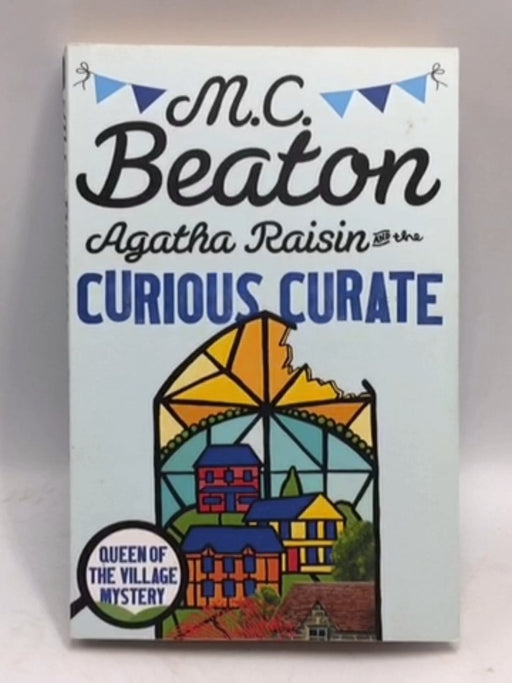 M.C.
Beaton
Agatha Raisin AND the
CURIOUS CURATE
QUEEN OF
THE VILLAGE
MYSTERY